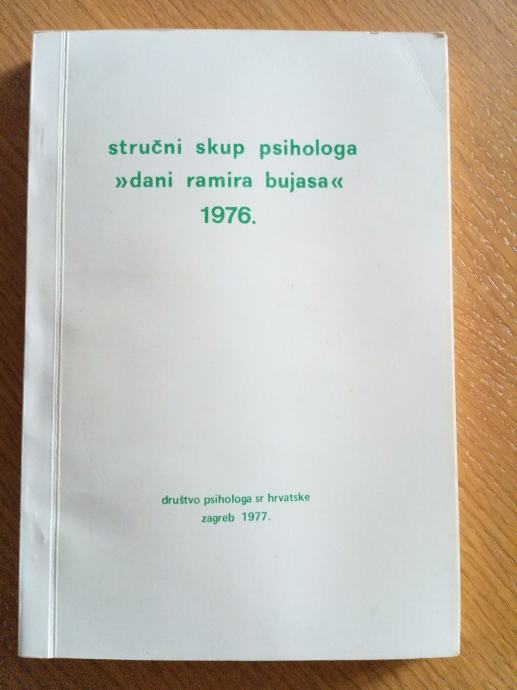 stručni skup psihologa
»dani ramira bujasa«
1976.
društvo psihologa sr hrvatske
zagreb 1977.